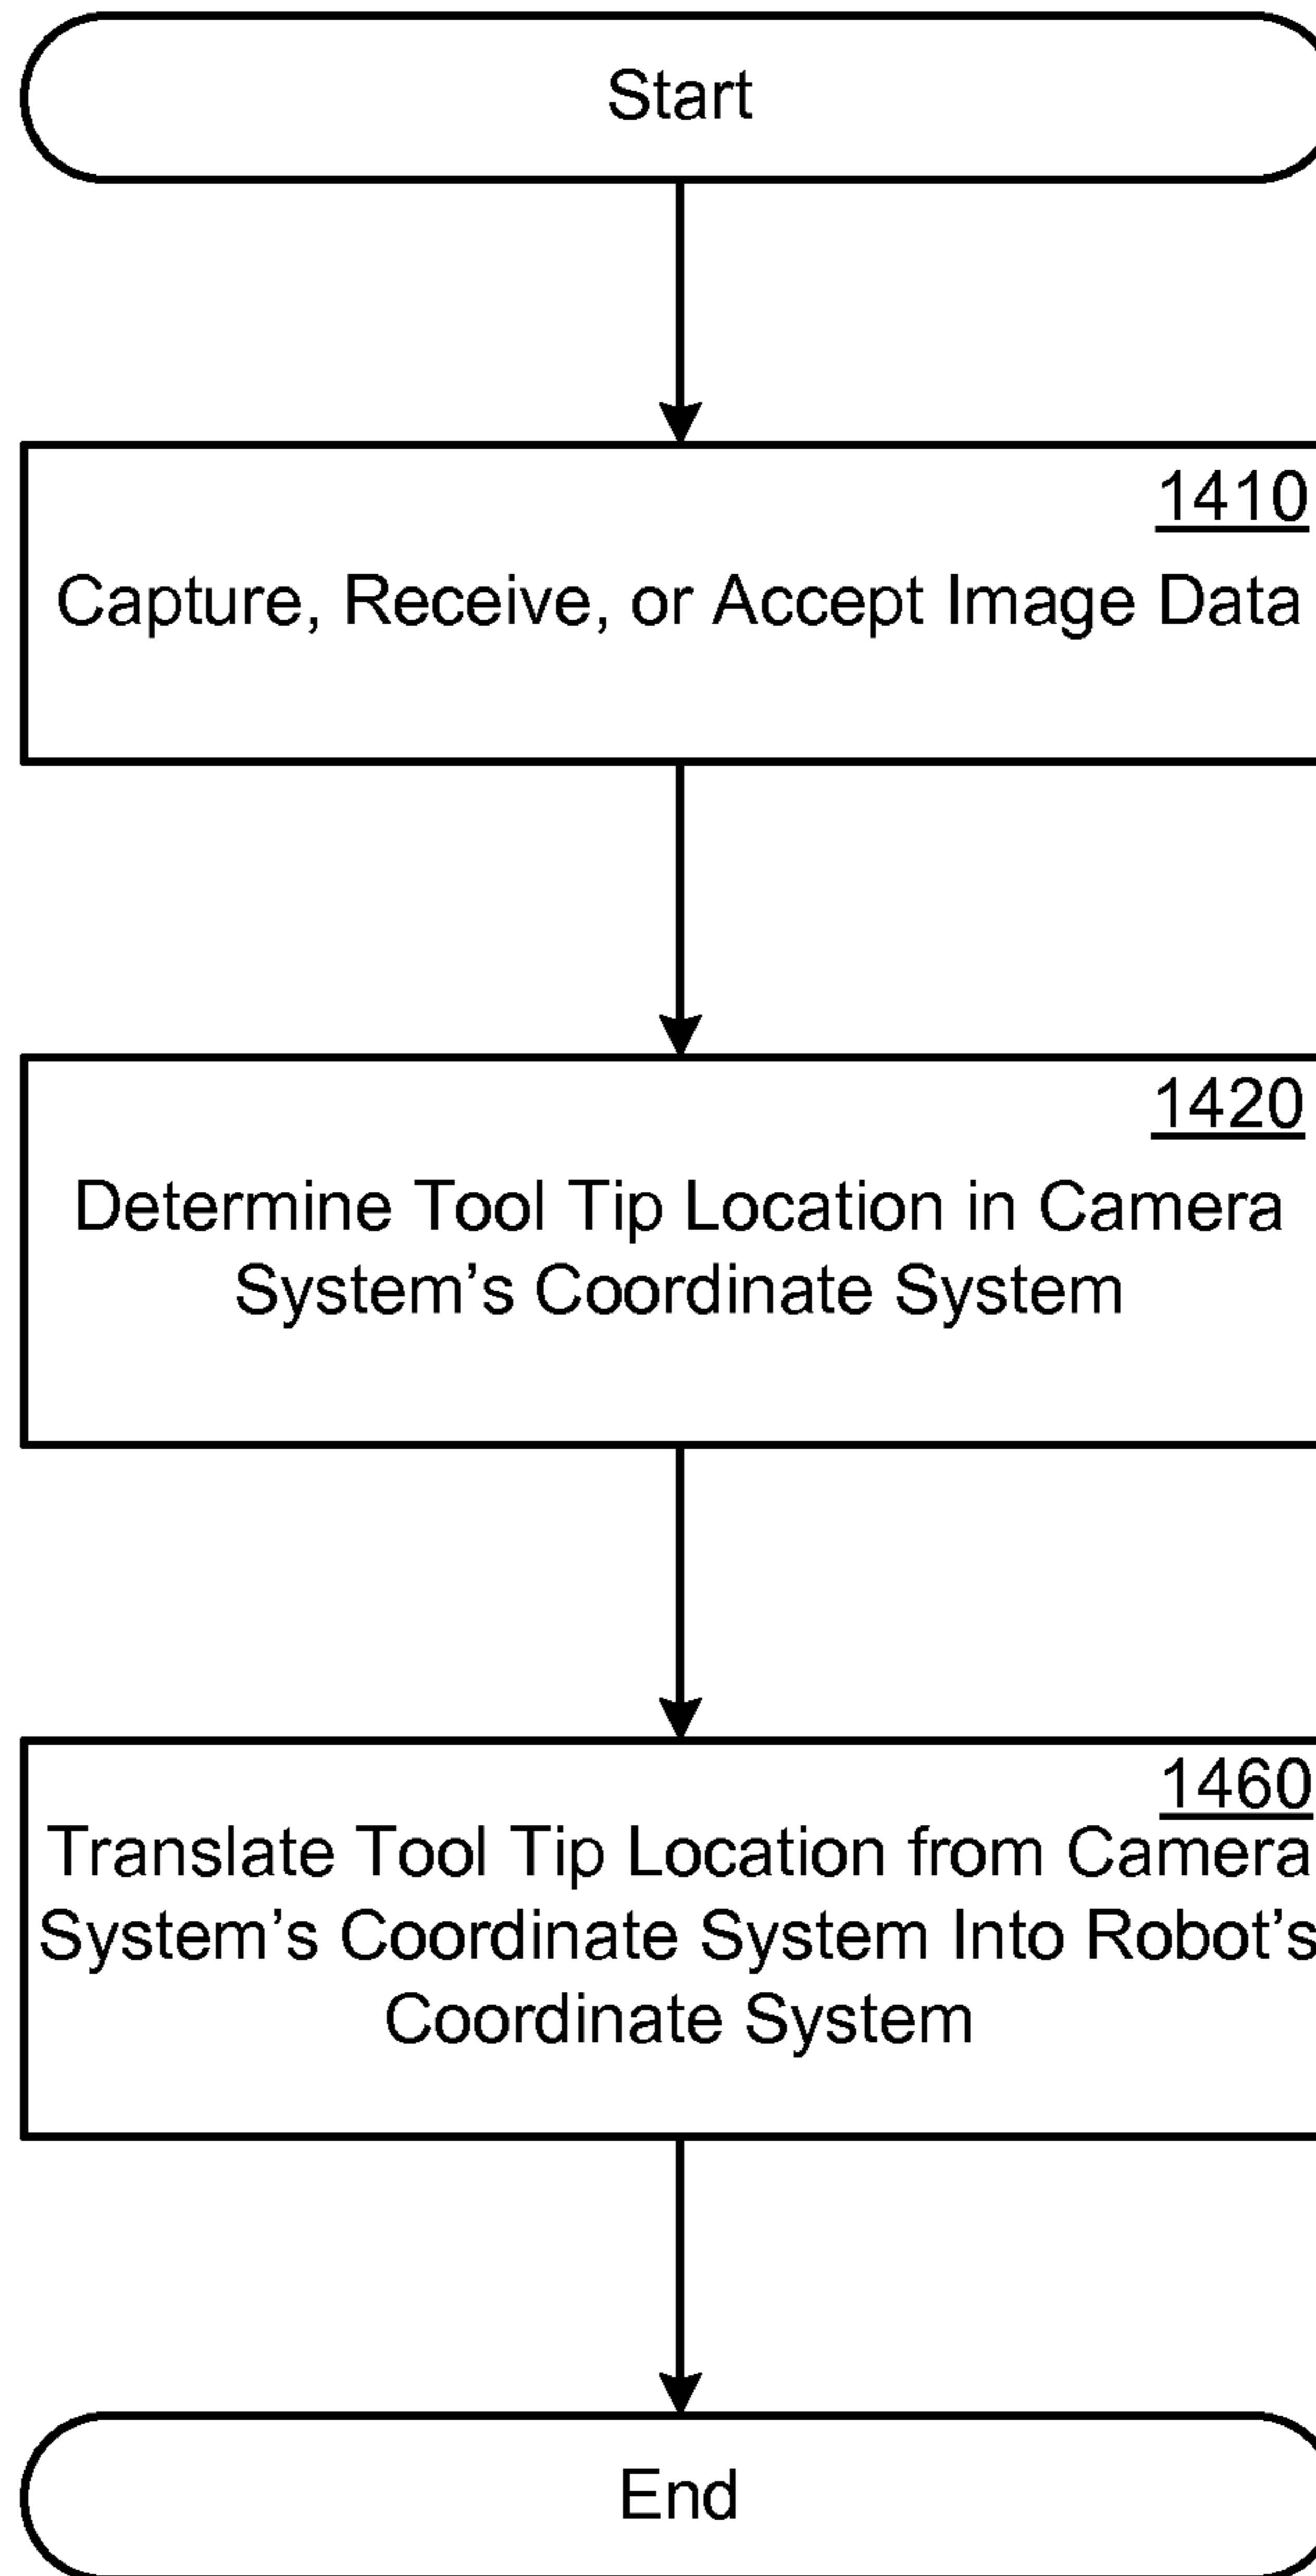 Start
1410
Capture, Receive, or Accept Image Data
1420
Determine Tool Tip Location in Camera
System’s Coordinate System
1460
Translate Tool Tip Location from Camera
System’s Coordinate System Into Robot’s
Coordinate System
End